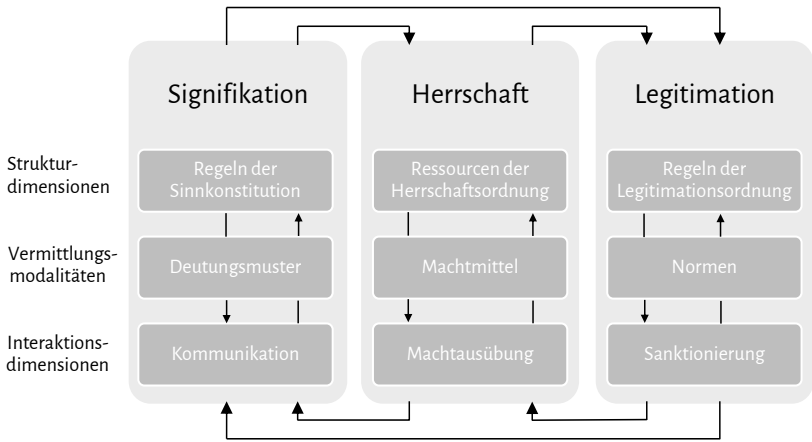 Signifikation
Herrschaft
Legitimation
Struktur-
dimensionen
Regeln der
Sinnkonstitution
Ressourcen der
Herrschaftsordnung
Regeln der
Legitimationsordnung
Vermittlungs-
modalitäten
Deutungsmuster
Machtmittel
Normen
Interaktions-
dimensionen
Kommunikation
Machtausübung
Sanktionierung